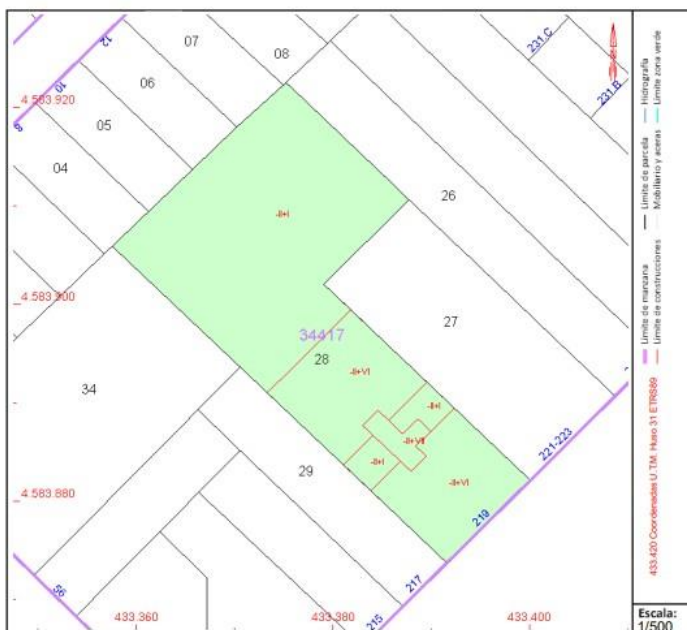 12
07
08
231.C
231.B
10
06
4.583.920
8
05
04
26
-II+I
4.583.900
34417
27
28
-II+VI
34
-II+I
221-223
-II+VII
29
-II+I
-II+VI
4.583.880
219
217
215
433.360
433.380
433.400
Hidrografía
Límite zona verde
Límite de parcela
Mobiliario y aceras
Límite de manzana
Límite de construcciones
433.420 Coordenadas U.T.M. Huso 31 ETRS89
Escala:
1/500